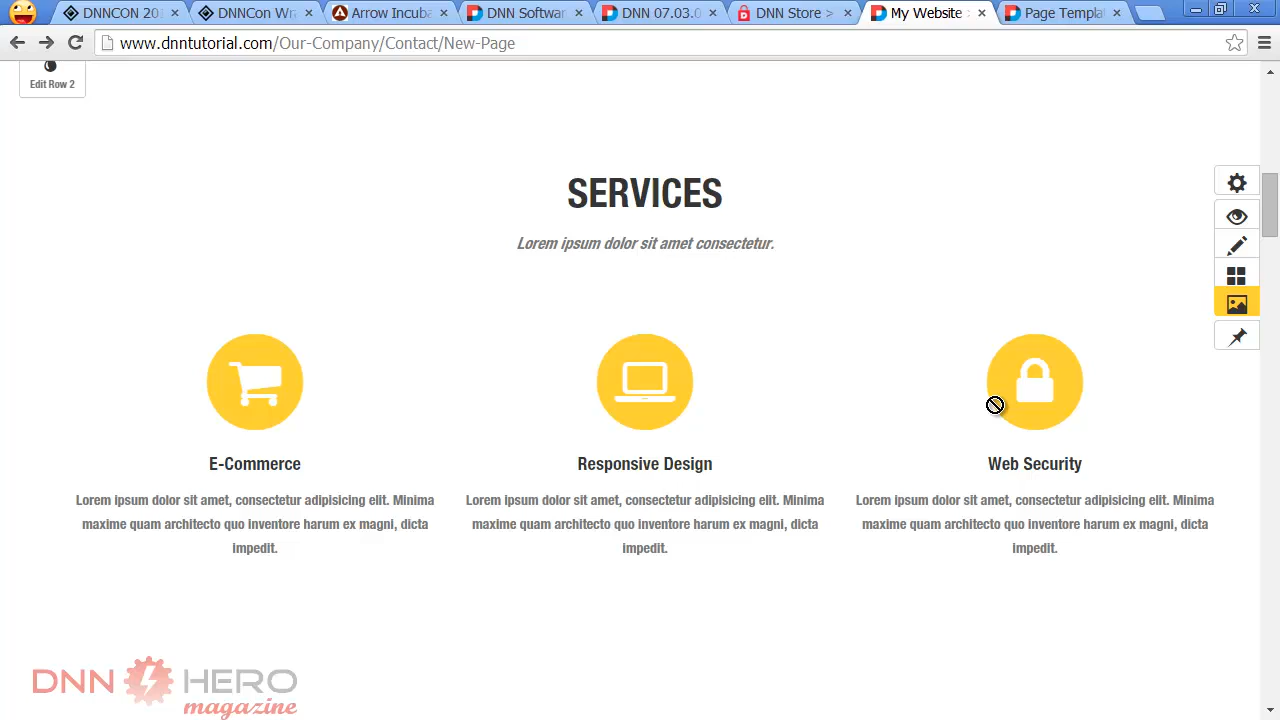 DNNCON 201
DNNCon Wra
Arrow Incuba
DNN Softwar
DNN 07.03.0
DNN Store >
My Website
Page Templat
www.dnntutorial.com/Our-Company/Contact/New-Page
Edit Row 2
SERVICES
Lorem ipsum dolor sit amet consectetur.
E-Commerce
Lorem ipsum dolor sit amet, consectetur adipisicing elit. Minima
maxime quam architecto quo inventore harum ex magni, dicta
impedit.
Responsive Design
Lorem ipsum dolor sit amet, consectetur adipisicing elit. Minima
maxime quam architecto quo inventore harum ex magni, dicta
impedit.
Web Security
Lorem ipsum dolor sit amet, consectetur adipisicing elit. Minima
maxime quam architecto quo inventore harum ex magni, dicta
impedit.
DNN HERO
magazine